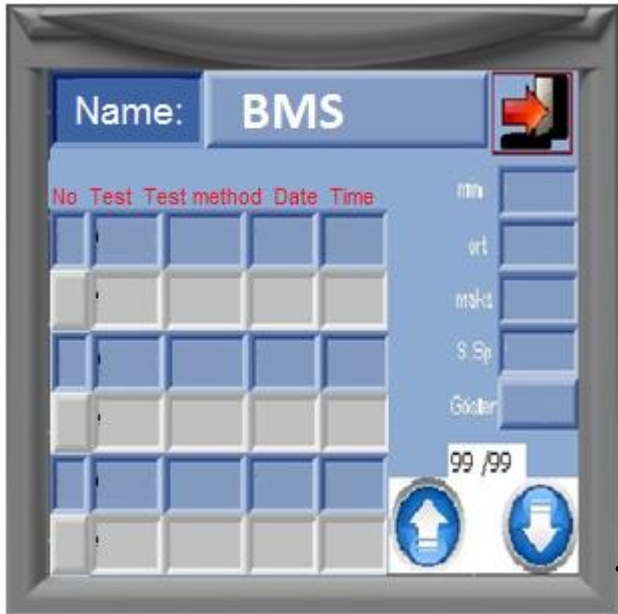 Name: BMS
No Test Test method Date Time
min
ort
maks
S.Sp
Göster
99 /99